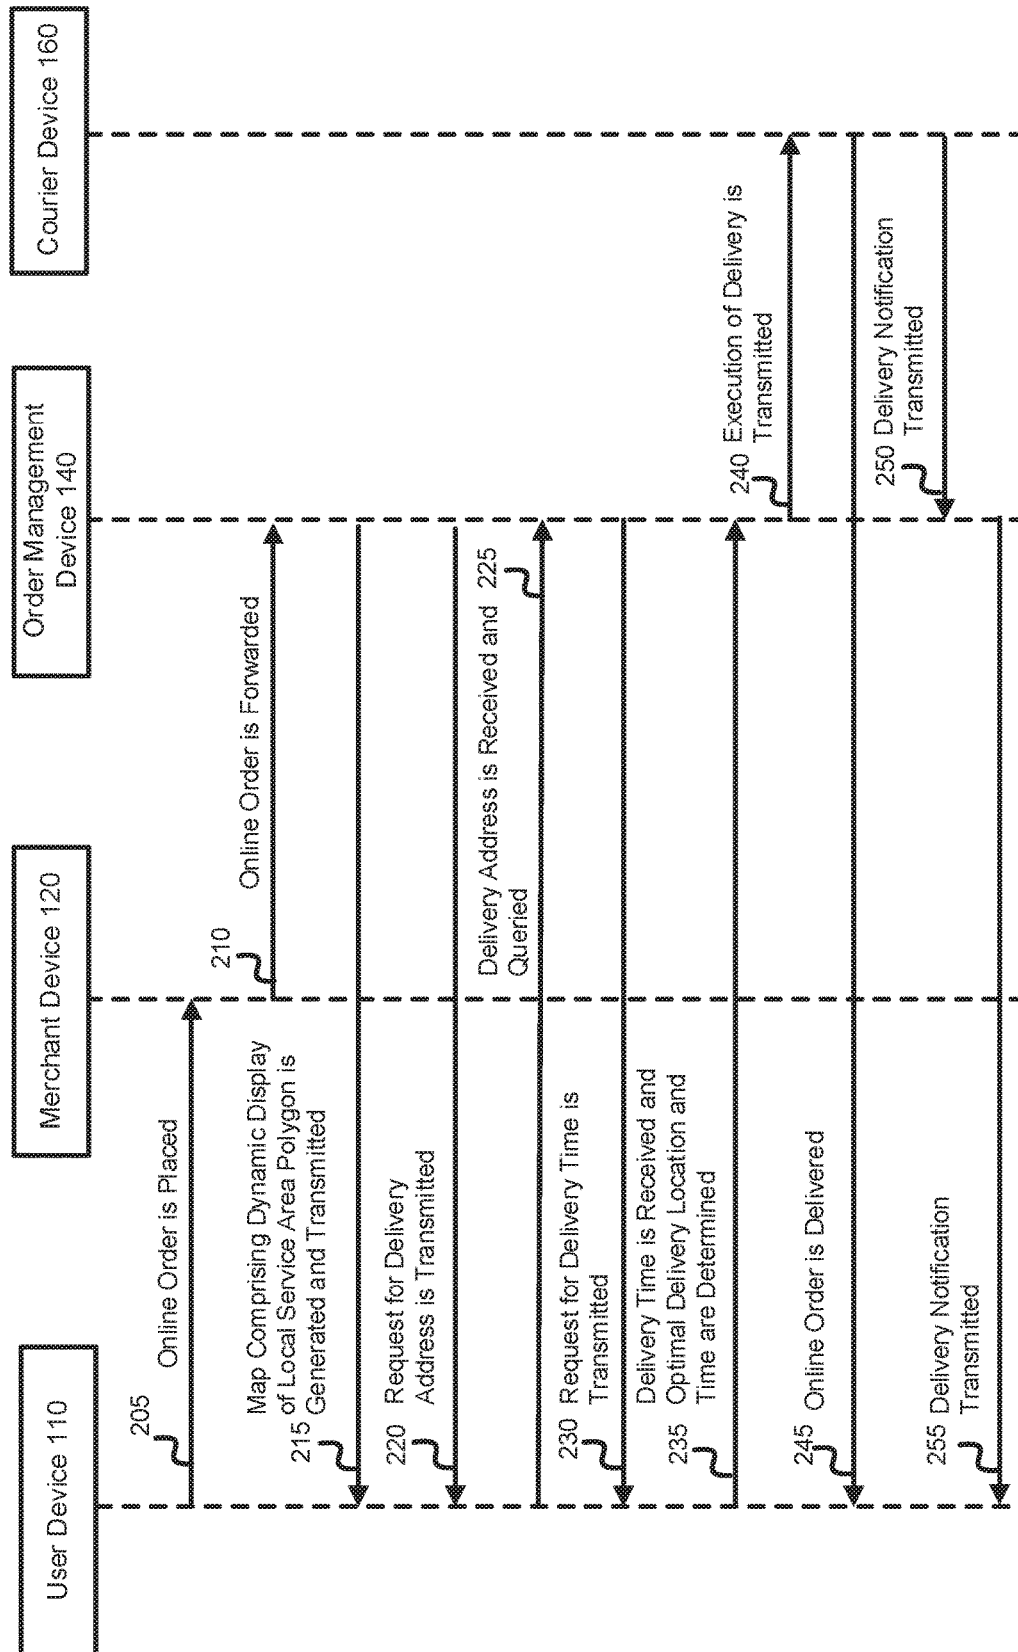 User Device 110
Merchant Device 120
Order Management
Device 140
Courier Device 160
205
Online Order is Placed
210
Online Order is Forwarded
Map Comprising Dynamic Display
of Local Service Area Polygon is
Generated and Transmitted
215
220
Request for Delivery
Address is Transmitted
Delivery Address is Received and
Queried
225
230
Request for Delivery Time is
Transmitted
Delivery Time is Received and
Optimal Delivery Location and
Time are Determined
235
240
Execution of Delivery is
Transmitted
245
Online Order is Delivered
250
Delivery Notification
Transmitted
255
Delivery Notification
Transmitted